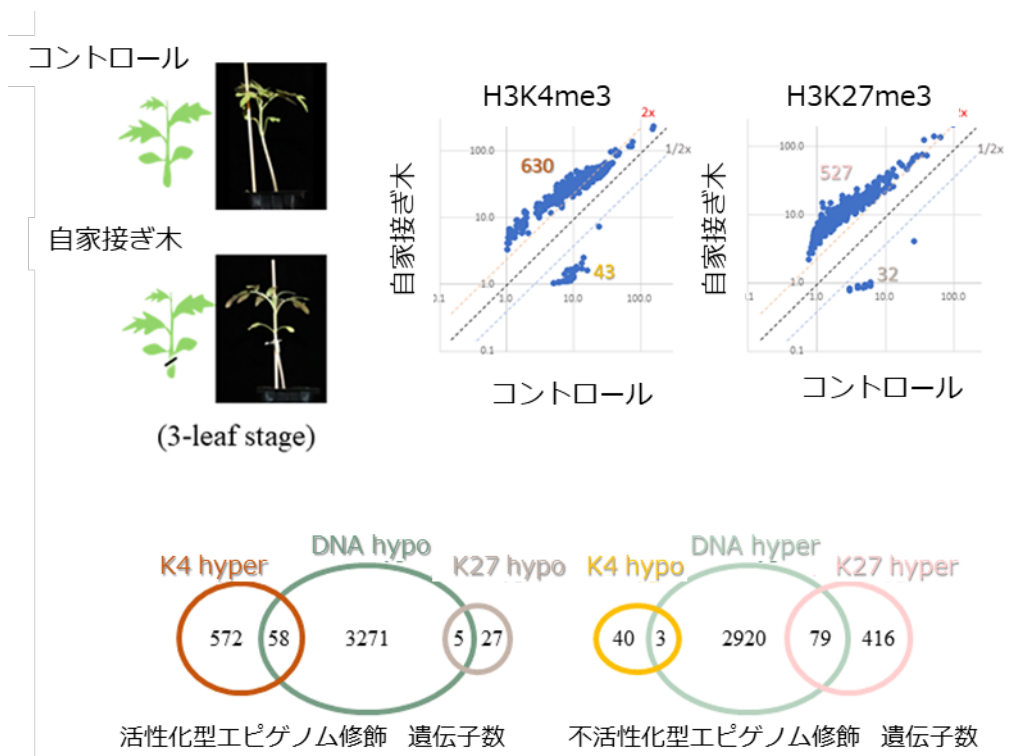 コントロール
自家接ぎ木
(3-leaf stage)
H3K4me3
2x
1/2x
100.0
10.0
1.0
0.1
630
43
0.1
1.0
10.0
100.0
自家接ぎ木
コントロール
H3K27me3
1/2x
100.0
10.0
1.0
0.1
527
32
1.0
10.0
100.0
自家接ぎ木
コントロール
K4 hyper
DNA hypo
K27 hypo
572
58
3271
5
27
活性化型エピゲノム修飾 遺伝子数
K4 hypo
DNA hyper
K27 hyper
40
3
2920
79
416
不活性化型エピゲノム修飾 遺伝子数